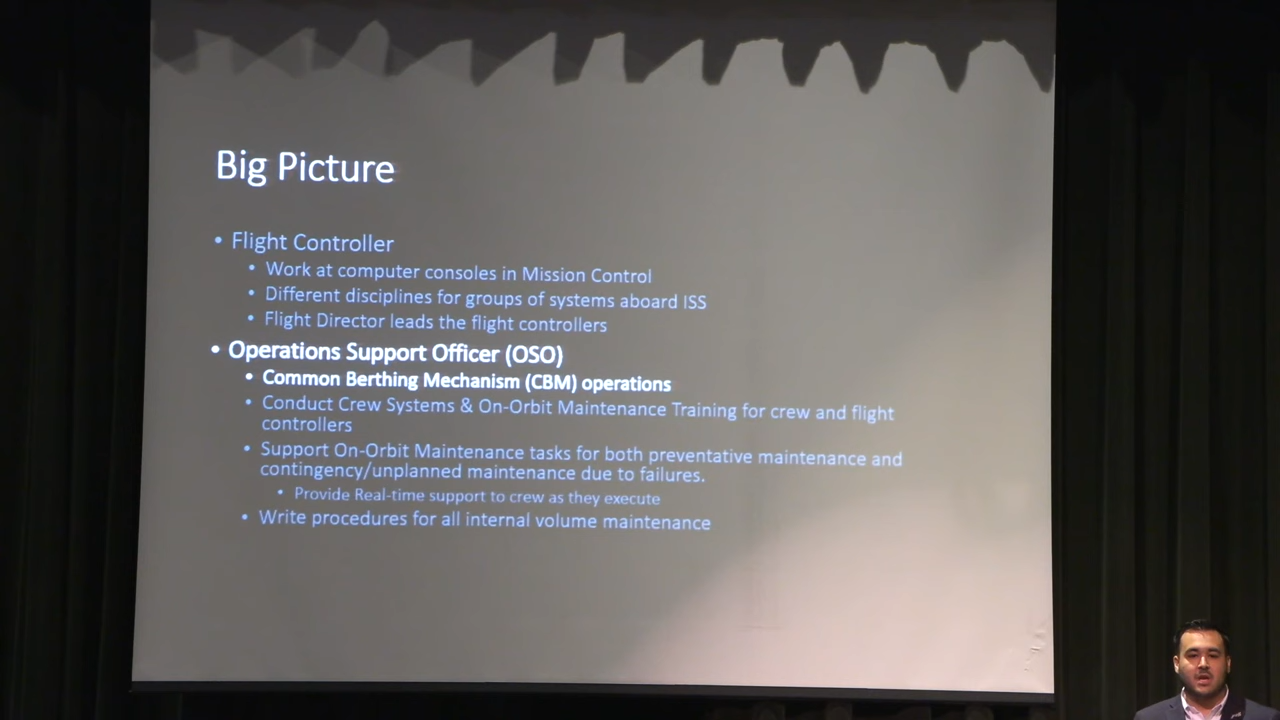 Big Picture
• Flight Controller
• Work at computer consoles in Mission Control
• Different disciplines for groups of systems aboard ISS
• Flight Director leads the flight controllers
• Operations Support Officer (OSO)
• Common Berthing Mechanism (CBM) operations
• Conduct Crew Systems & On-Orbit Maintenance Training for crew and flight
controllers
• Support On-Orbit Maintenance tasks for both preventative maintenance and
contingency/unplanned maintenance due to failures.
• Provide Real-time support to crew as they execute
• Write procedures for all internal volume maintenance